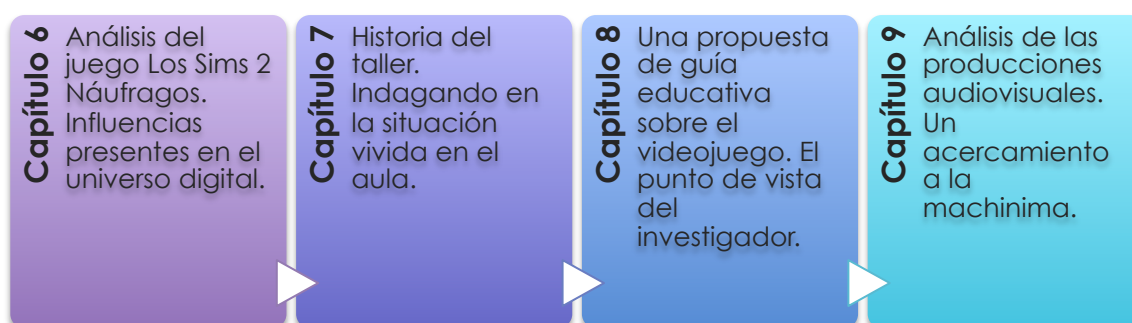 Capítulo 6
Análisis del
juego Los Sims 2
Náufragos.
Influencias
presentes en el
universo digital.
Capítulo 7
Historia del
taller.
Indagando en
la situación
vivida en el
aula.
Capítulo 8
Una propuesta
de guía
educativa
sobre el
videojuego. El
punto de vista
del
investigador.
Capítulo 9
Análisis de las
producciones
audiovisuales.
Un
acercamiento
a la
machinima.